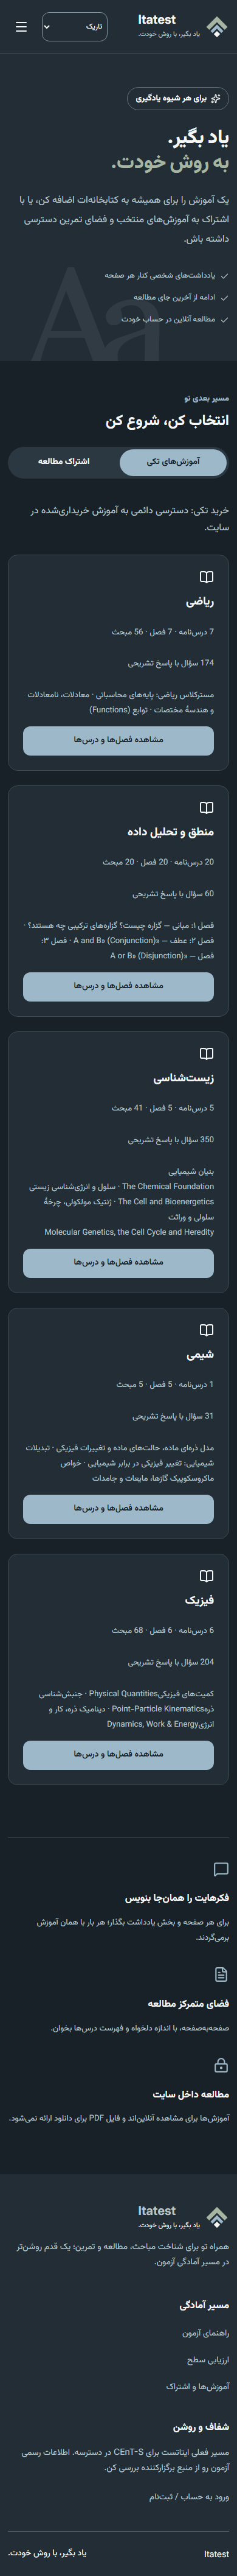 Itatest
یاد بگیر، با روش خودت.
تاریک
برای هر شیوه یادگیری
یاد بگیر.
به روش خودت.
یک آموزش را برای همیشه به کتابخانه‌ات اضافه کن، یا با
اشتراک به آموزش‌های منتخب و فضای تمرین دسترسی
داشته باش.
یادداشت‌های شخصی کنار هر صفحه
ادامه از آخرین جای مطالعه
مطالعه آنلاین در حساب خودت
Aa
مسیر بعدی تو
انتخاب کن، شروع کن
آموزش‌های تکی
اشتراک مطالعه
خرید تکی: دسترسی دائمی به آموزش خریداری‌شده در
سایت.
ریاضی
7 درس‌نامه · 7 فصل · 56 مبحث
174 سؤال با پاسخ تشریحی
مسترکلاس ریاضی: پایه‌های محاسباتی · معادلات، نامعادلات
و هندسهٔ مختصات · توابع (Functions)
مشاهده فصل‌ها و درس‌ها
منطق و تحلیل داده
20 درس‌نامه · 20 فصل · 20 مبحث
60 سؤال با پاسخ تشریحی
فصل ۱: مبانی — گزاره چیست؟ گزاره‌های ترکیبی چه هستند؟ ·
فصل ۲: عطف — «A and B» (Conjunction) · فصل ۳:
فصل — «A or B» (Disjunction)
مشاهده فصل‌ها و درس‌ها
زیست‌شناسی
5 درس‌نامه · 5 فصل · 41 مبحث
350 سؤال با پاسخ تشریحی
بنیان شیمیایی
The Chemical Foundation · سلول و انرژی‌شناسی زیستی
The Cell and Bioenergetics · ژنتیک مولکولی، چرخهٔ
سلولی و وراثت
Molecular Genetics, the Cell Cycle and Heredity
مشاهده فصل‌ها و درس‌ها
شیمی
1 درس‌نامه · 5 فصل · 5 مبحث
31 سؤال با پاسخ تشریحی
مدل ذره‌ای ماده، حالت‌های ماده و تغییرات فیزیکی · تبدیلات
شیمیایی: تغییر فیزیکی در برابر شیمیایی · خواص
ماکروسکوپیک گازها، مایعات و جامدات
مشاهده فصل‌ها و درس‌ها
فیزیک
6 درس‌نامه · 6 فصل · 68 مبحث
204 سؤال با پاسخ تشریحی
کمیت‌های فیزیکیPhysical Quantities · جنبش‌شناسی
ذرهPoint-Particle Kinematics · دینامیک ذره، کار و
انرژیDynamics, Work & Energy
مشاهده فصل‌ها و درس‌ها
فکرهایت را همان‌جا بنویس
برای هر صفحه و بخش یادداشت بگذار؛ هر بار با همان آموزش
برمی‌گردند.
فضای متمرکز مطالعه
صفحه‌به‌صفحه، با اندازه دلخواه و فهرست درس‌ها بخوان.
مطالعه داخل سایت
آموزش‌ها برای مشاهده آنلاین‌اند و فایل PDF برای دانلود ارائه نمی‌شود.
Itatest
یاد بگیر، با روش خودت.
همراه تو برای شناخت مباحث، مطالعه و تمرین؛ یک قدم روشن‌تر
در مسیر آمادگی آزمون.
مسیر آمادگی
راهنمای آزمون
ارزیابی سطح
آموزش‌ها و اشتراک
شفاف و روشن
مسیر فعلی ایتاتست برای CEnT-S در دسترسه. اطلاعات رسمی
آزمون رو از منبع برگزارکننده بررسی کن.
ورود به حساب / ثبت‌نام
Itatest
یاد بگیر، با روش خودت.